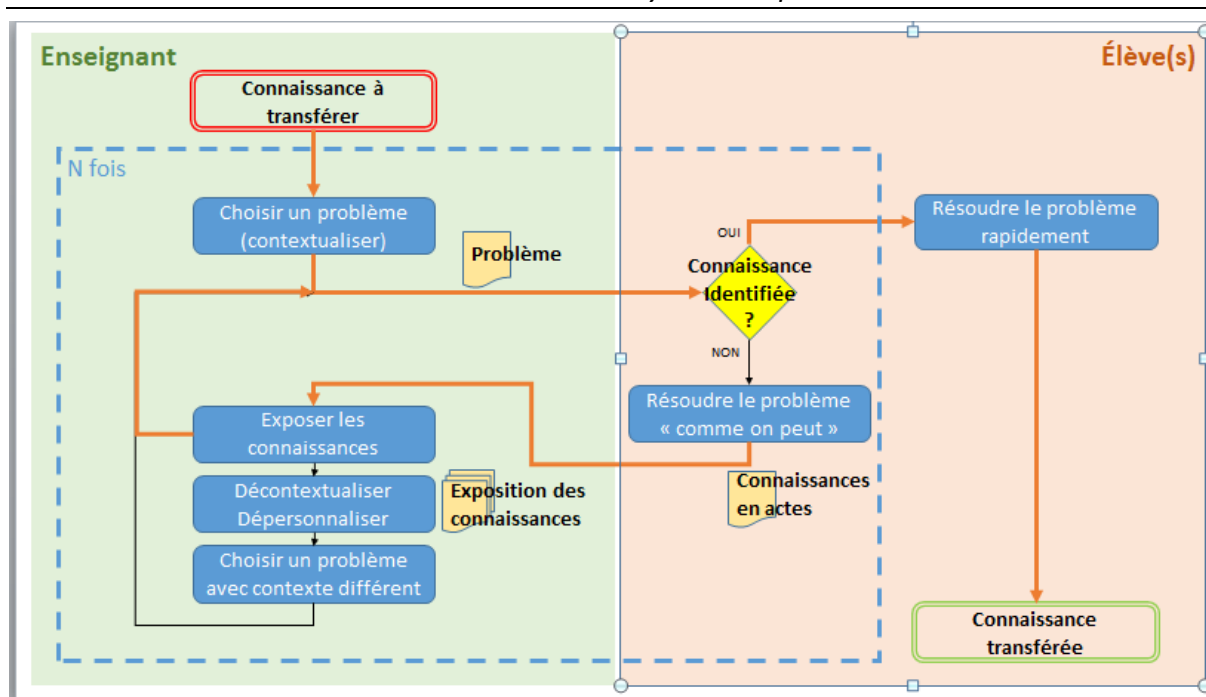 Enseignant
Élève(s)
Connaissance à
transférer
N fois
Choisir un problème
(contextualiser)
Problème
OUI
Résoudre le problème
rapidement
Connaissance
Identifiée
?
NON
Résoudre le problème
« comme on peut »
Exposer les
connaissances
Connaissances
en actes
Décontextualiser
Dépersonnaliser
Exposition des
connaissances
Choisir un problème
avec contexte différent
Connaissance
transférée